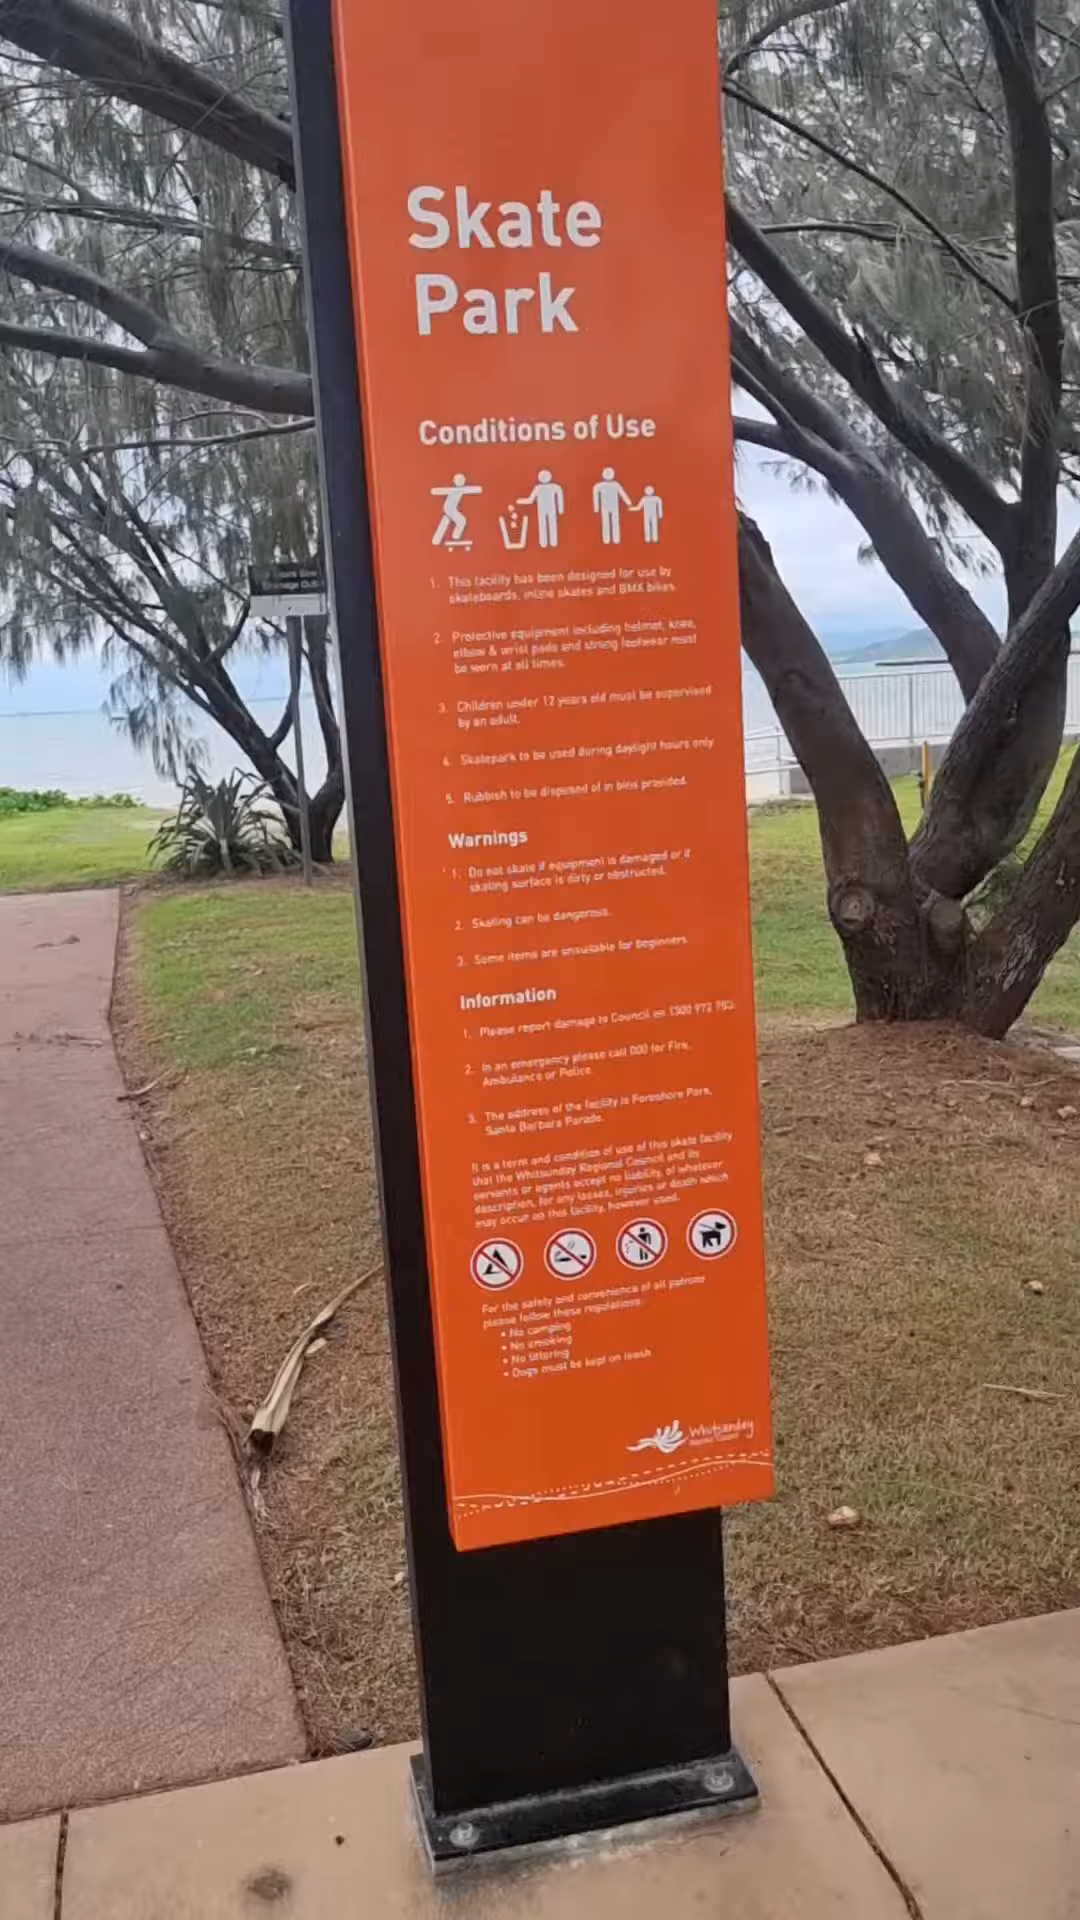 Skate
Park
Conditions of Use
1. This facility has been designed for use by
skateboards, inline skates and BMX bikes.
2. Protective equipment including helmet, knee,
elbow & wrist pads and strong footwear must
be worn at all times.
3. Children under 12 years old must be supervised
by an adult.
4. Skatepark to be used during daylight hours only.
5. Rubbish to be disposed of in bins provided.
Warnings
1. Do not skate if equipment is damaged or if
skating surface is dirty or obstructed.
2. Skating can be dangerous.
3. Some items are unsuitable for beginners.
Information
1. Please report damage to Council on 1300 972 753.
2. In an emergency please call 000 for Fire,
Ambulance or Police.
3. The address of the facility is Foreshore Park,
Santa Barbara Parade.
It is a term and condition of use of this skate facility
that the Whitsunday Regional Council and its
servants or agents accept no liability, of whatever
description, for any losses, injuries or death which
may occur on this facility, however used.
For the safety and convenience of all patrons
please follow these regulations:
• No camping
• No smoking
• No littering
• Dogs must be kept on leash
Whitsunday
Regional Council